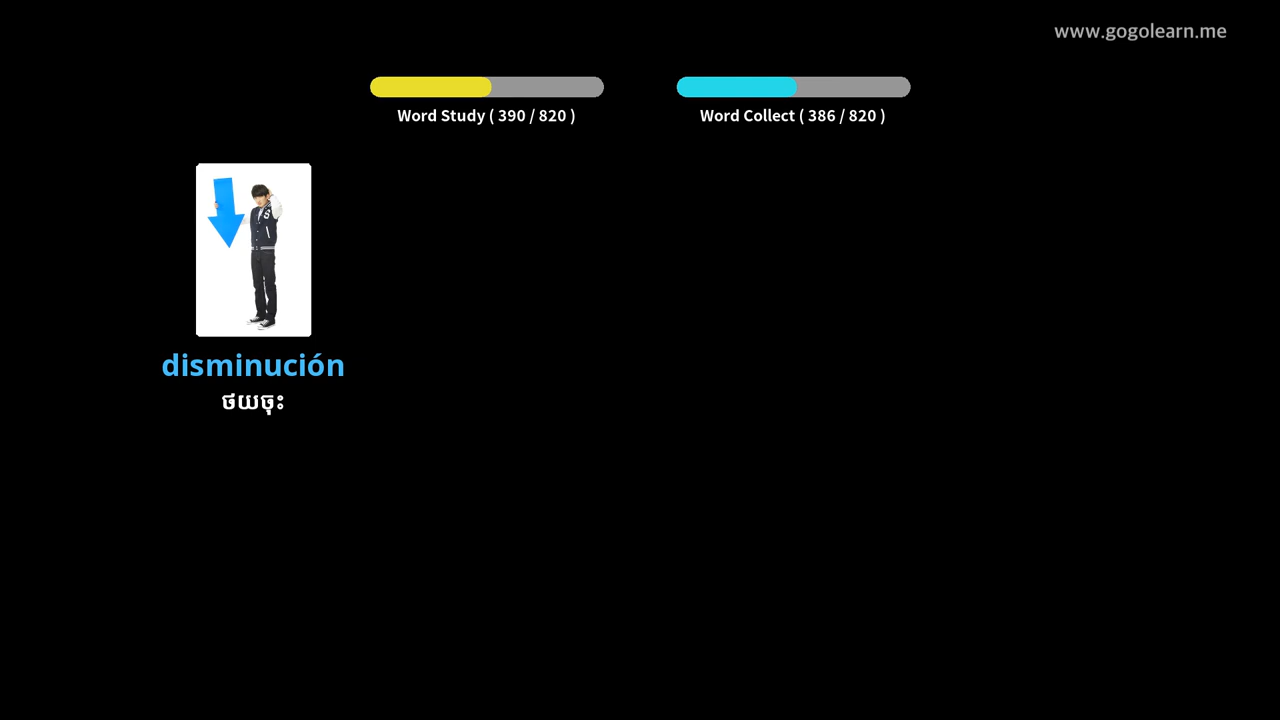 www.gogolearn.me
Word Study ( 390 / 820 )
Word Collect ( 386 / 820 )
S
disminución
ថយចុះ